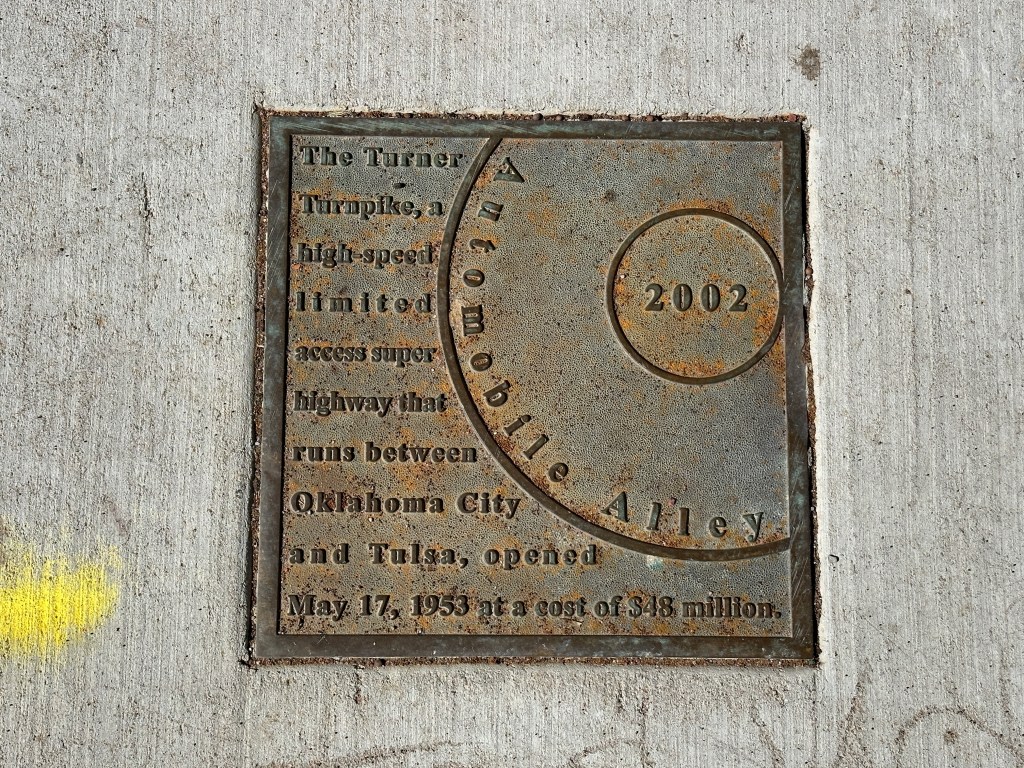 The Turner
Turnpike, a
high-speed
limited
access super
highway that
runs between
Oklahoma City
and Tulsa, opened
May 17, 1953 at a cost of $48 million.
Automobile Alley
2002